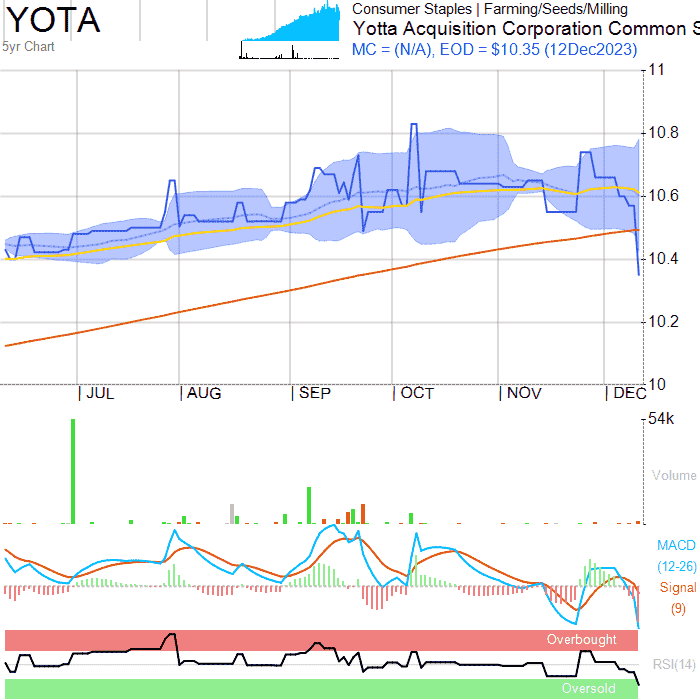 YOTA
5yr Chart
Consumer Staples | Farming/Seeds/Milling
Yotta Acquisition Corporation Common S
MC = (N/A), EOD = $10.35 (12Dec2023)
11
10.8
10.6
10.4
10.2
10
| JUL | AUG | SEP | OCT | NOV | DEC
54k
Volume
MACD
(12-26)
Signal
(9)
Overbought
RSI(14)
Oversold